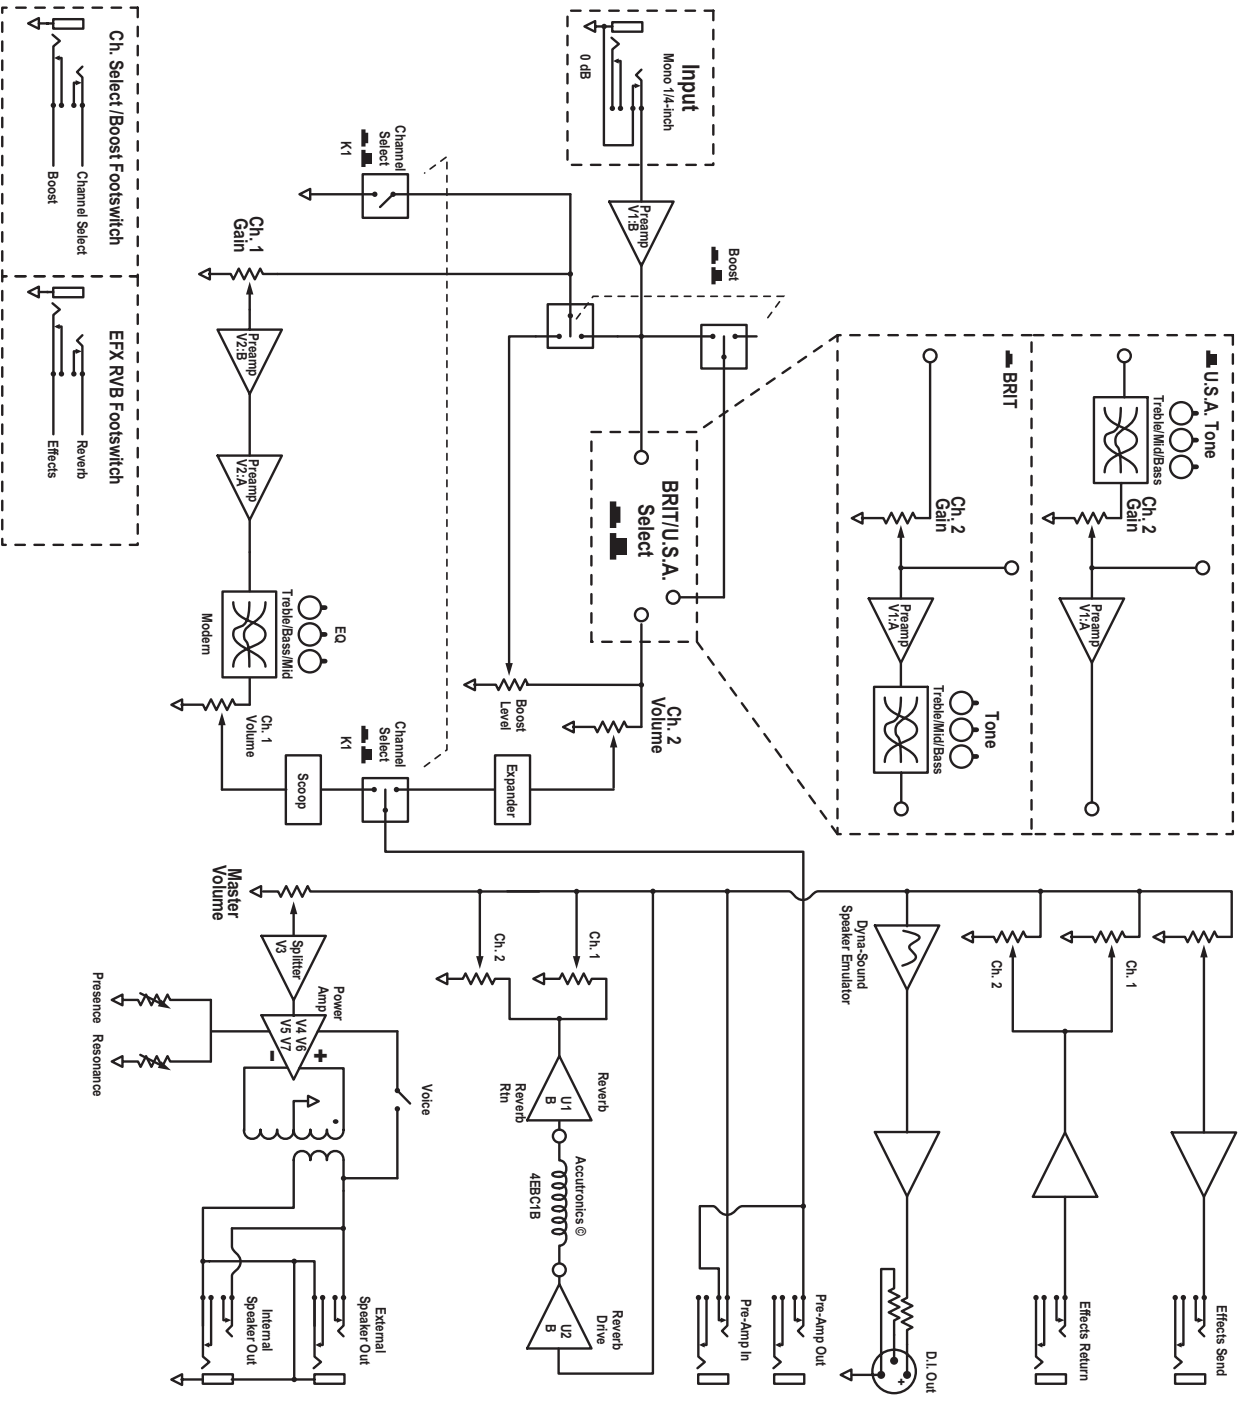 Input
Mono 1/4-inch
0 dB
Preamp
V1:B
Boost
Channel
Select
K1
Ch. 1
Gain
Preamp
V2:B
Preamp
V2:A
EQ
Treble/Bass/Mid
Modern
Ch. 1
Volume
Scoop
Channel
Select
K1
Expander
Boost
Level
Ch. 2
Volume
BRIT/U.S.A.
Select
U.S.A. Tone
Treble/Mid/Bass
Ch. 2
Gain
Preamp
V1:A
BRIT
Ch. 2
Gain
Preamp
V1:A
Tone
Treble/Mid/Bass
Ch. Select /Boost Footswitch
Channel Select
Boost
EFX RVB Footswitch
Reverb
Effects
Effects Send
Effects Return
Ch. 1
Ch. 2
Dyna-Sound
Speaker Emulator
D.I. Out
+
Pre-Amp Out
Pre-Amp In
Ch. 1
Ch. 2
Reverb
U1
B
Reverb
Rtn
Accutronics ©
4EBC1B
Reverb
Drive
U2
B
Master
Volume
Splitter
V3
Power
Amp
V4 V6
V5 V7
+
-
Voice
Presence
Resonance
External
Speaker Out
Internal
Speaker Out